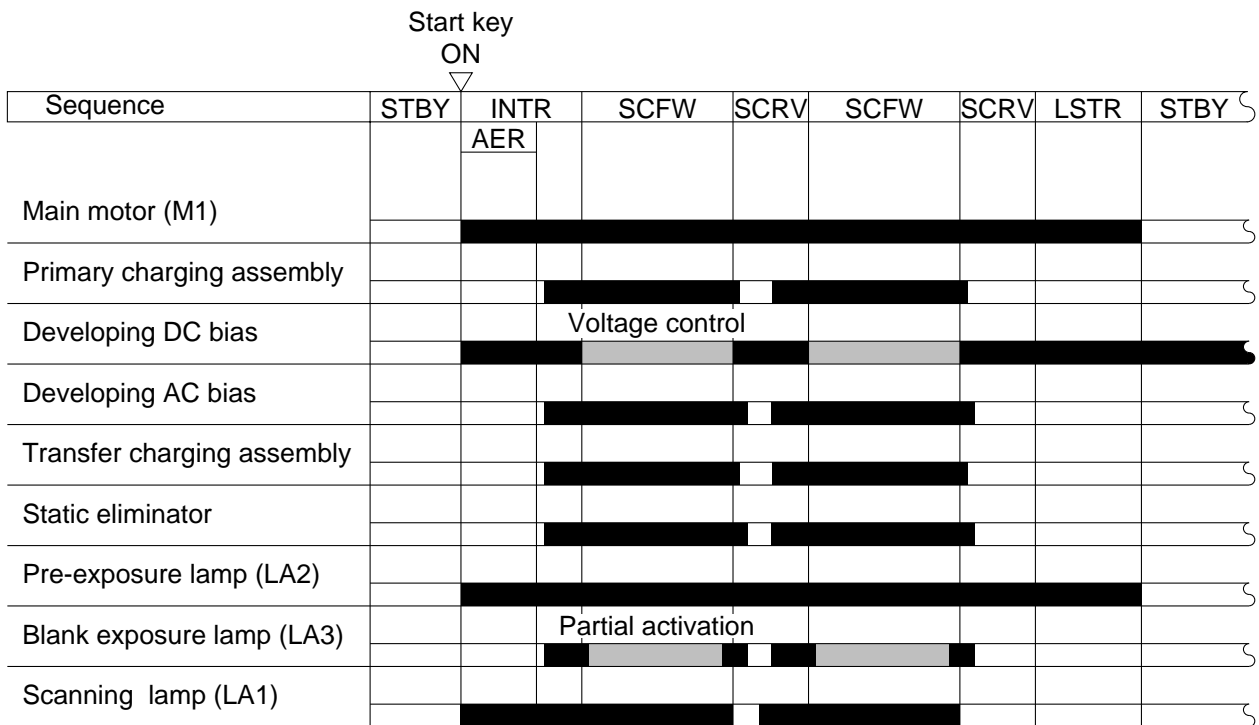 Start key
ON
Sequence STBY INTR SCFW SCRV SCFW SCRV LSTR STBY
AER
Main motor (M1)
Primary charging assembly
Developing DC bias
Voltage control
Developing AC bias
Transfer charging assembly
Static eliminator
Pre-exposure lamp (LA2)
Blank exposure lamp (LA3)
Partial activation
Scanning lamp (LA1)